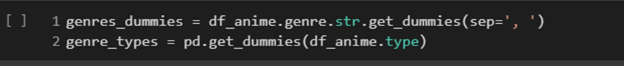 [ ] 1 genres_dummies = df_anime.genre.str.get_dummies(sep=', ')
2 genre_types = pd.get_dummies(df_anime.type)